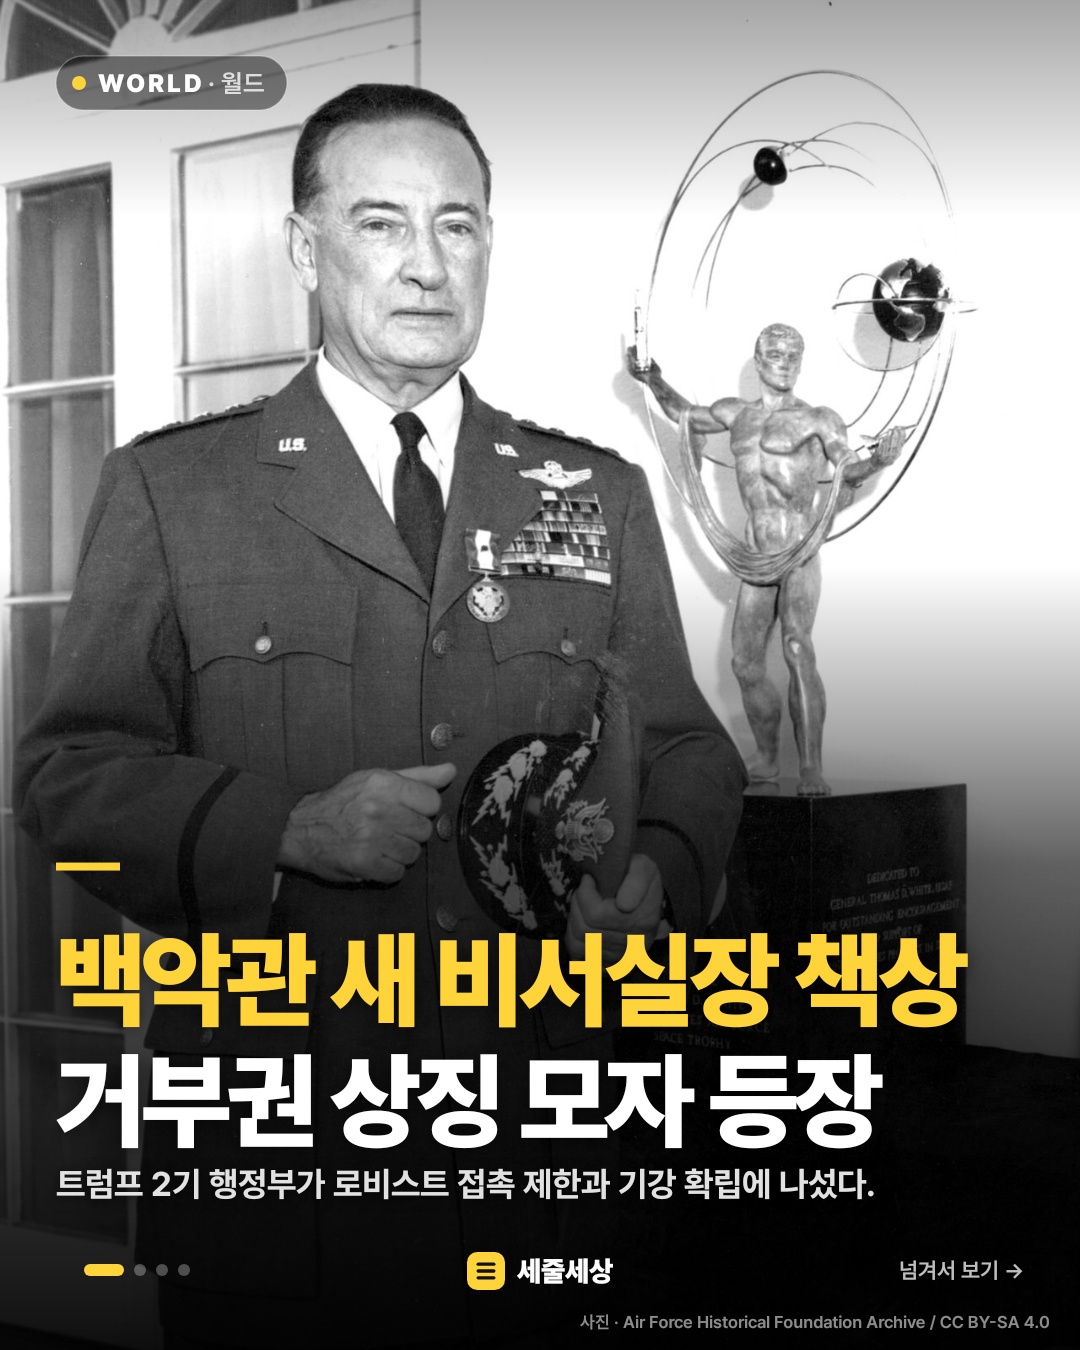 WORLD · 월드
U.S.
U.S.
DEDICATED TO
GENERAL THOMAS D. WHITE, USAF
FOR OUTSTANDING ENCOURAGEMENT
SUPPORT OF
백악관 새 비서실장 책상
SPACE TROPHY
거부권 상징 모자 등장
트럼프 2기 행정부가 로비스트 접촉 제한과 기강 확립에 나섰다.
세줄세상
넘겨서 보기 →
사진 · Air Force Historical Foundation Archive / CC BY-SA 4.0